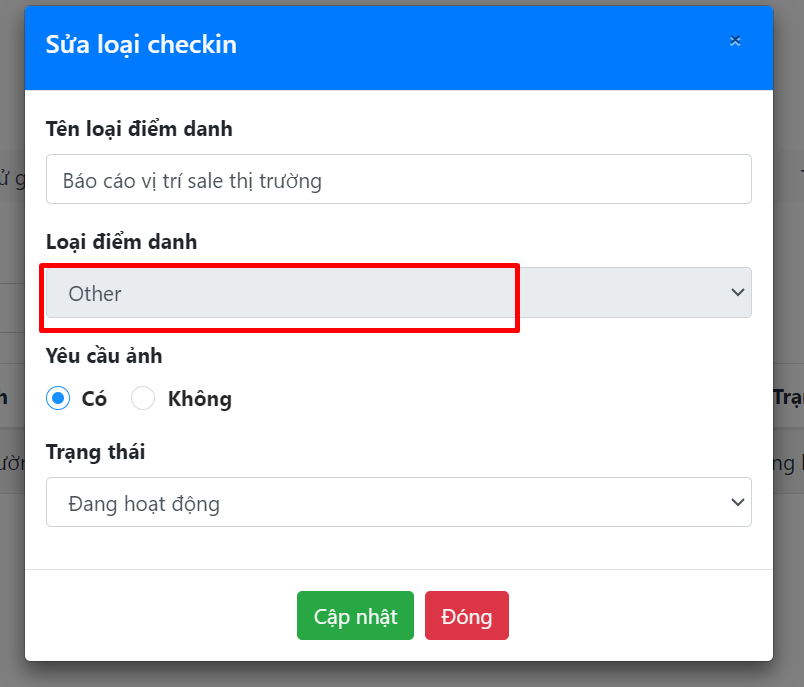 Sửa loại checkin
Tên loại điểm danh
Báo cáo vị trí sale thị trường
Loại điểm danh
Other
Yêu cầu ảnh
Có Không
Trạng thái
Đang hoạt động
Cập nhật Đóng